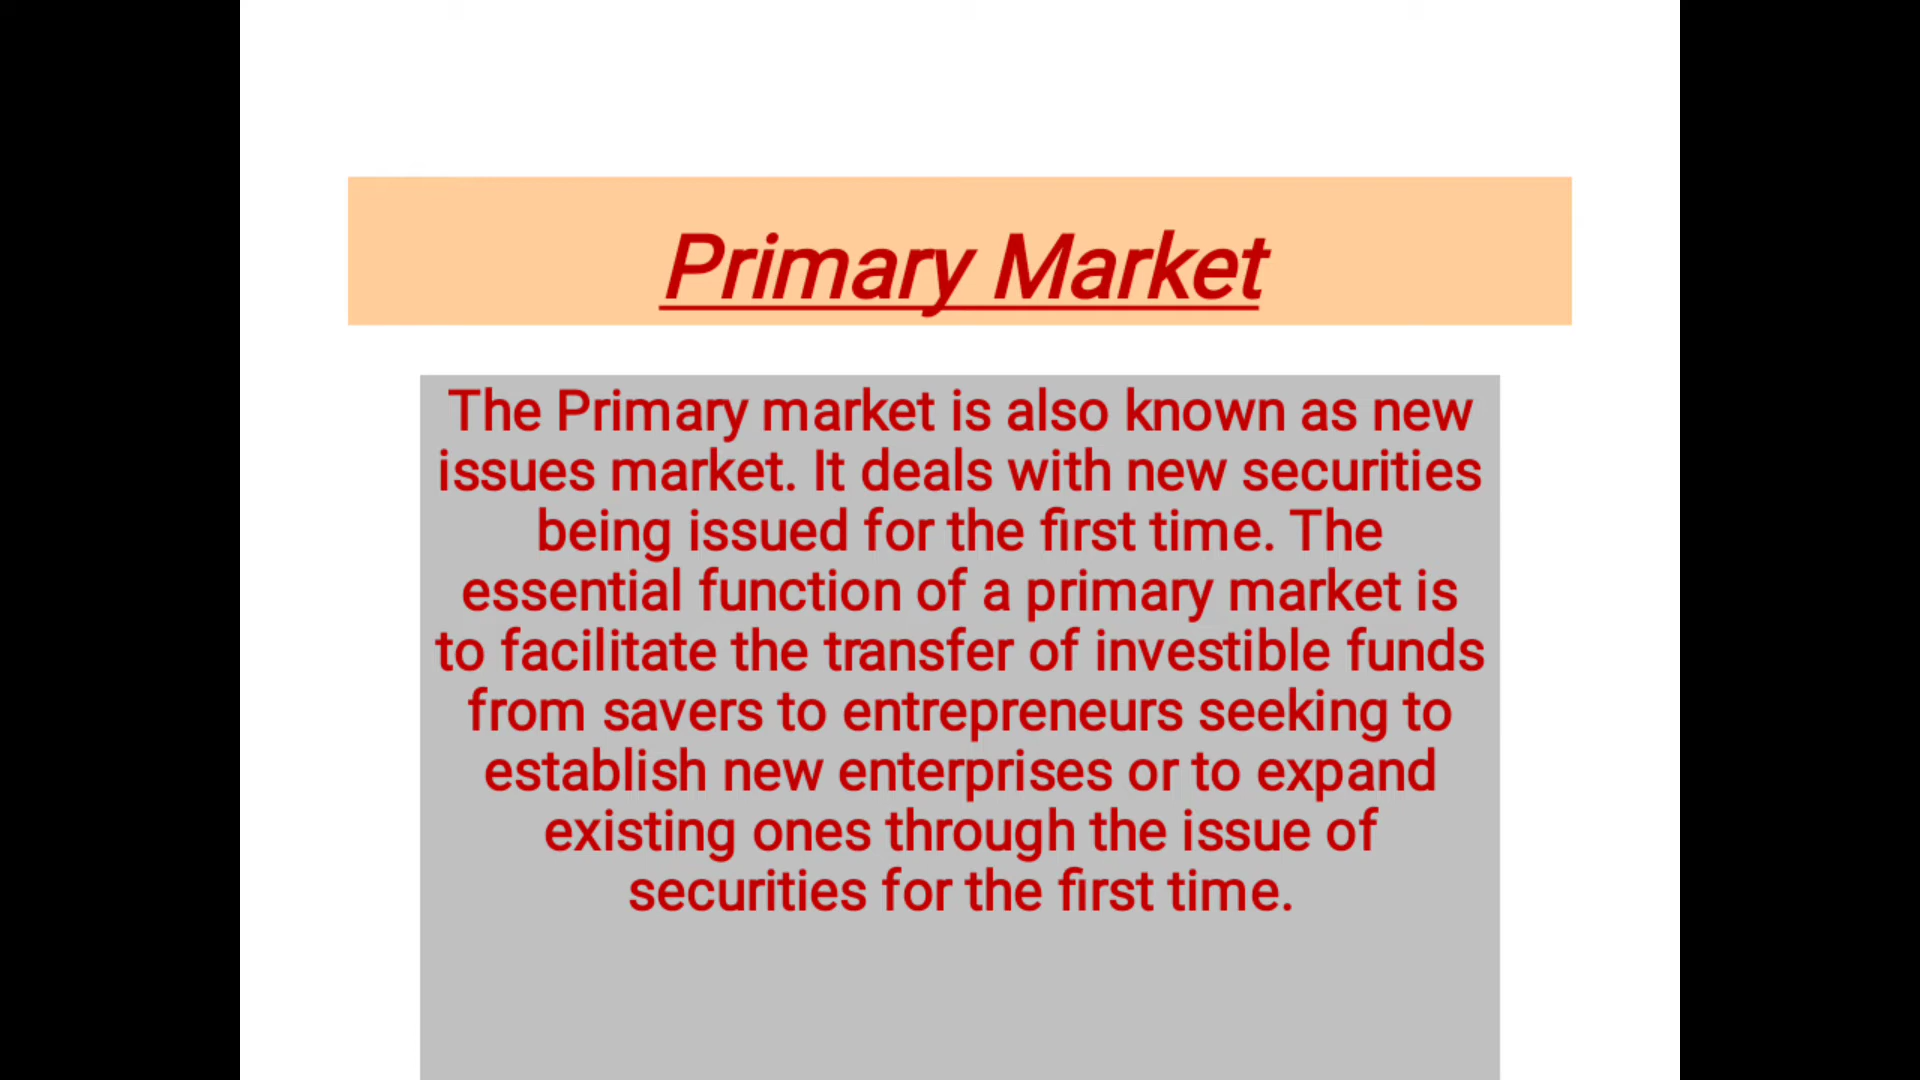 Primary Market
The Primary market is also known as new
issues market. It deals with new securities
being issued for the first time. The
essential function of a primary market is
to facilitate the transfer of investible funds
from savers to entrepreneurs seeking to
establish new enterprises or to expand
existing ones through the issue of
securities for the first time.